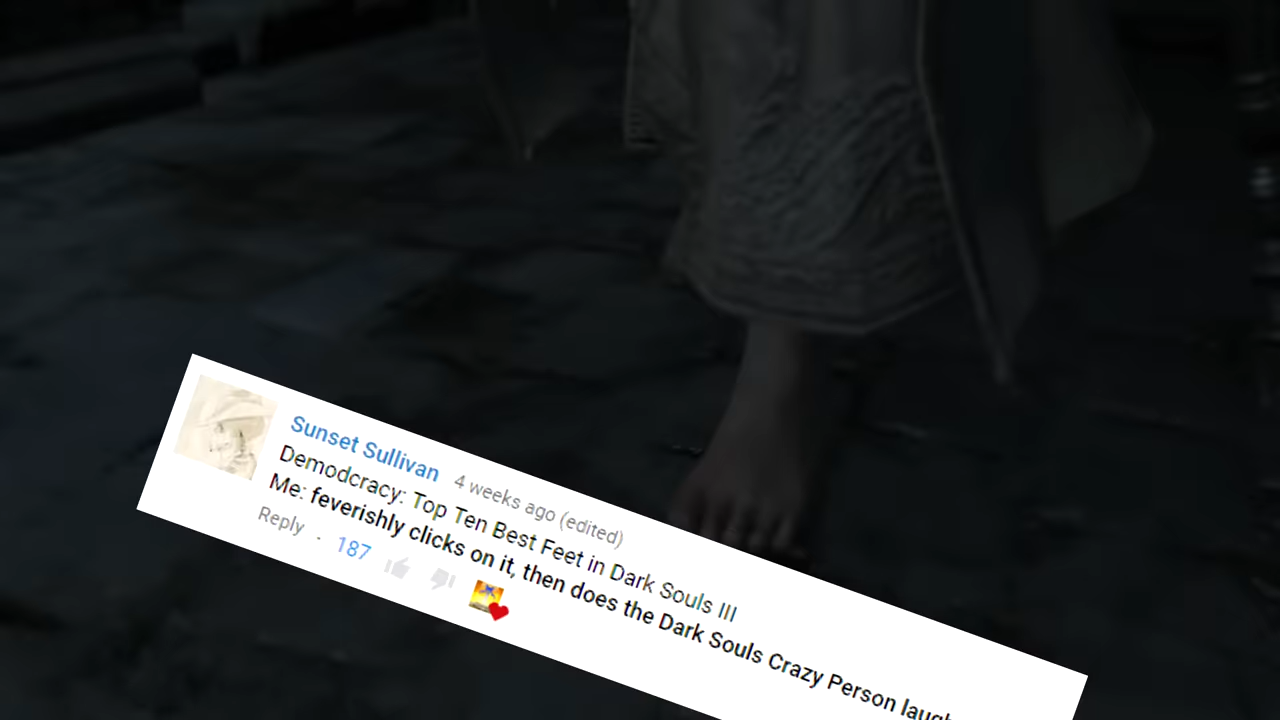 Sunset Sullivan 4 weeks ago (edited)
Demodcracy: Top Ten Best Feet in Dark Souls III
Me: feverishly clicks on it, then does the Dark Souls Crazy Person laugh
Reply · 187